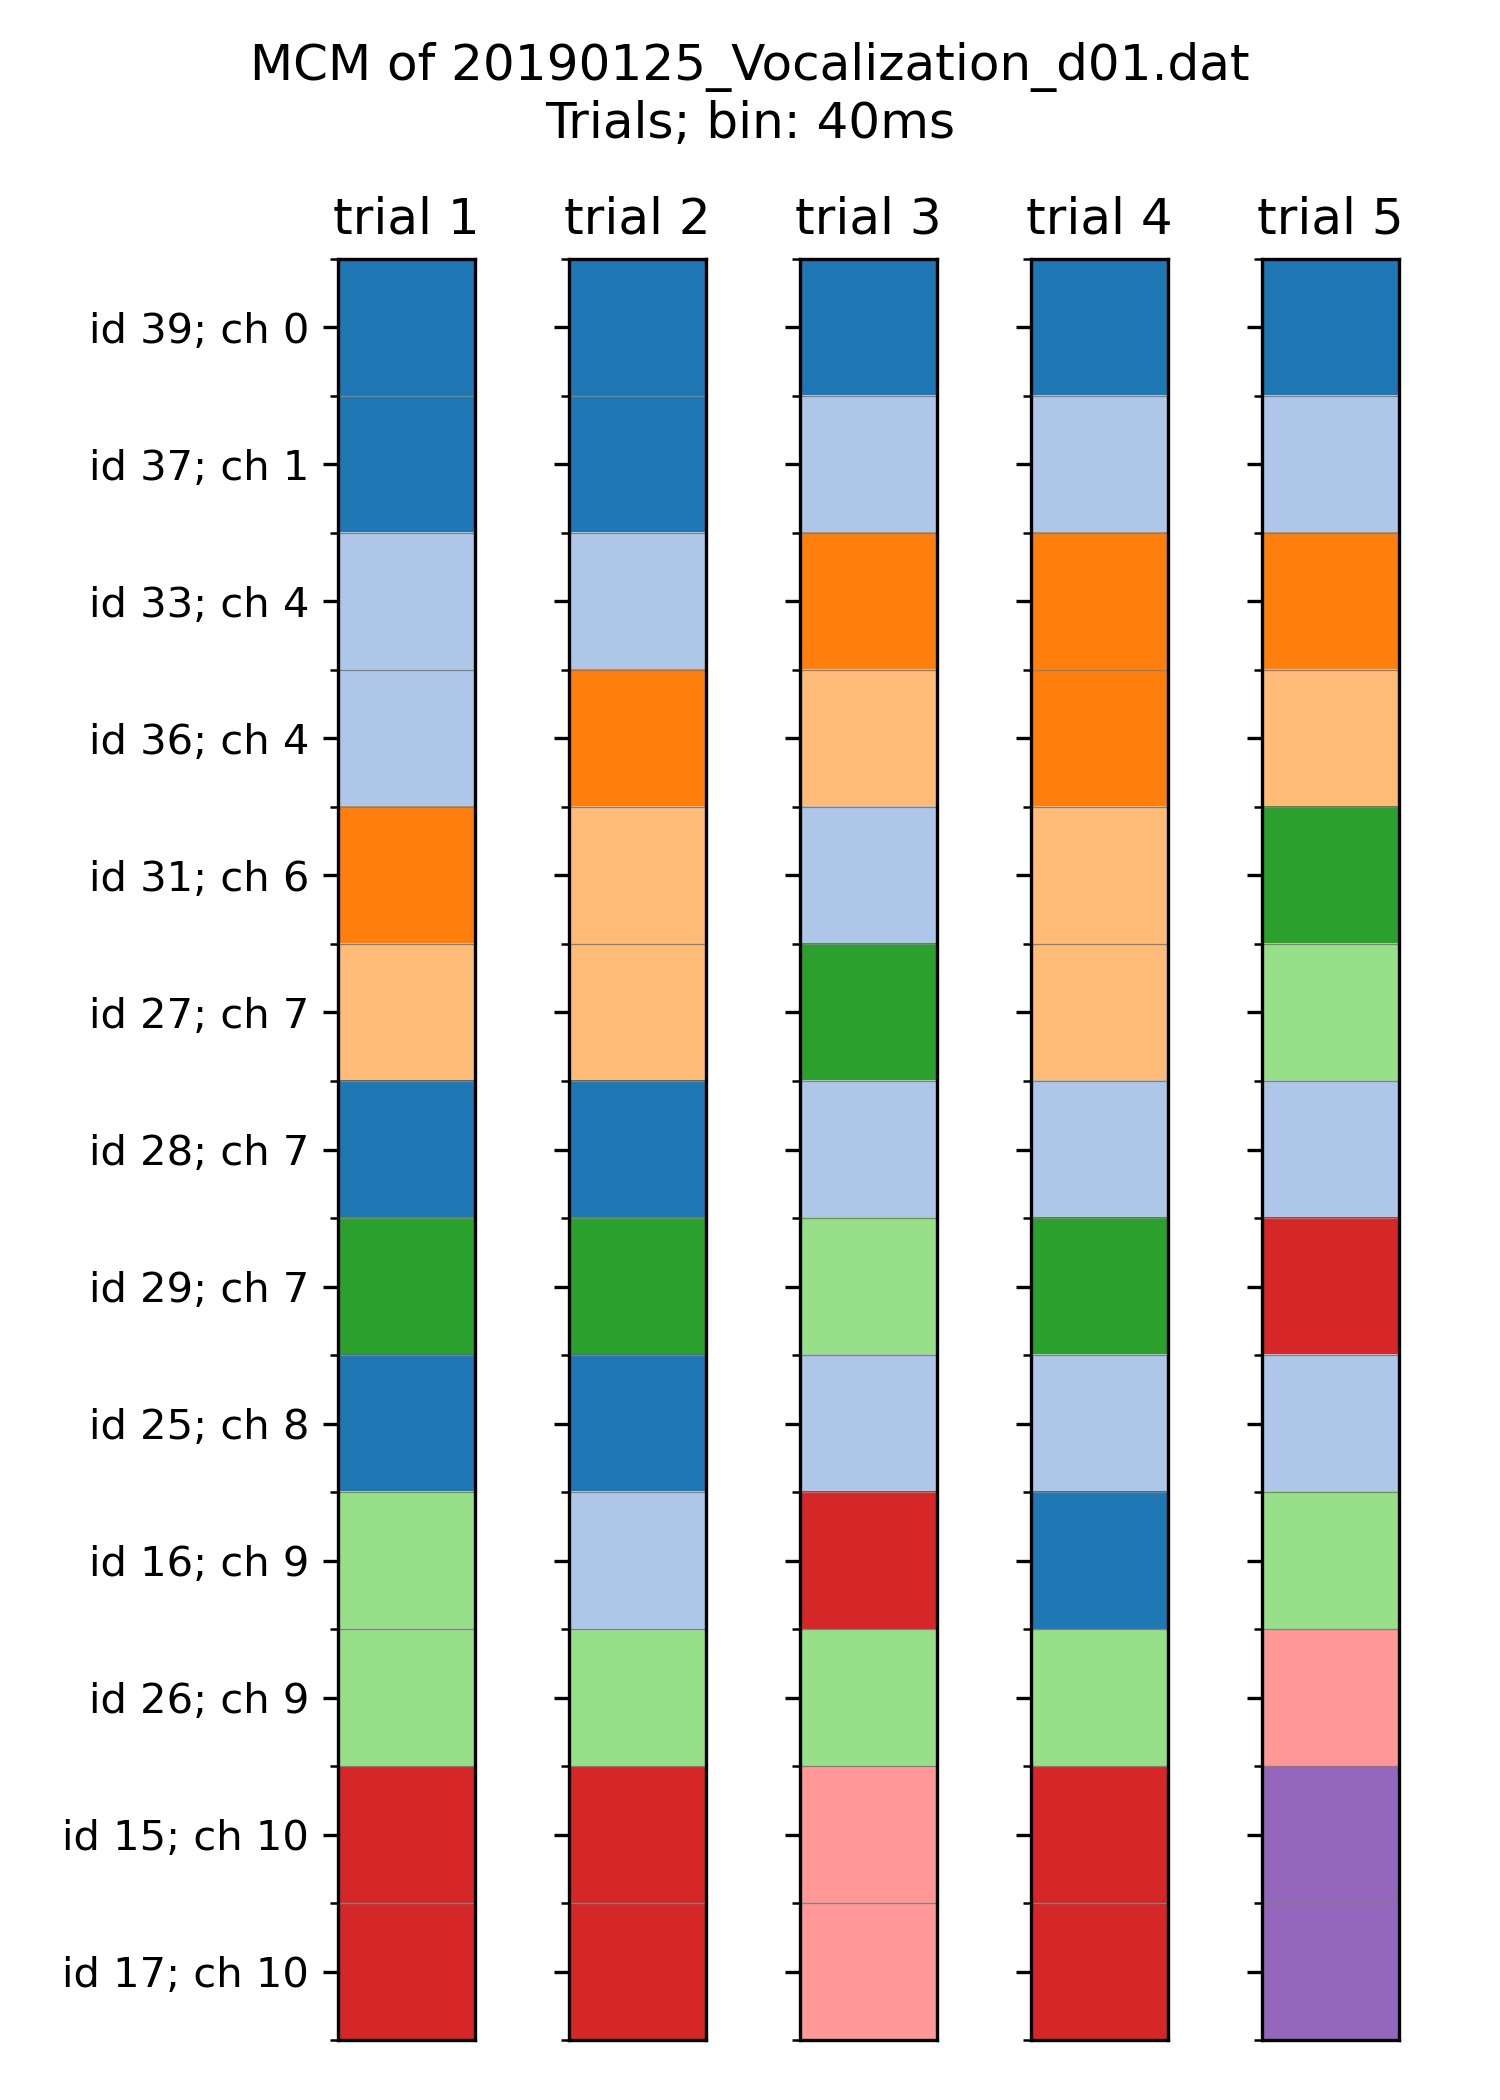 MCM of 20190125_Vocalization_d01.dat
Trials; bin: 40ms
trial 1 trial 2 trial 3 trial 4 trial 5
id 39; ch 0
id 37; ch 1
id 33; ch 4
id 36; ch 4
id 31; ch 6
id 27; ch 7
id 28; ch 7
id 29; ch 7
id 25; ch 8
id 16; ch 9
id 26; ch 9
id 15; ch 10
id 17; ch 10